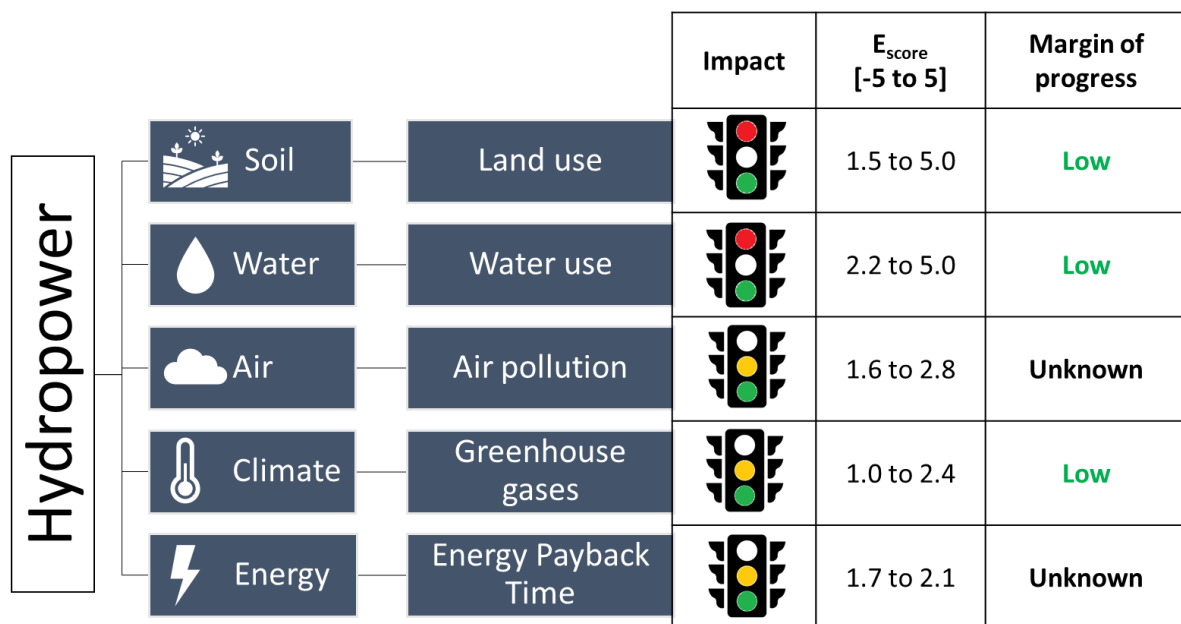 Impact
E_score
[-5 to 5]
Margin of
progress
Hydropower
Soil
Land use
1.5 to 5.0
Low
Water
Water use
2.2 to 5.0
Low
Air
Air pollution
1.6 to 2.8
Unknown
Climate
Greenhouse
gases
1.0 to 2.4
Low
Energy
Energy Payback
Time
1.7 to 2.1
Unknown